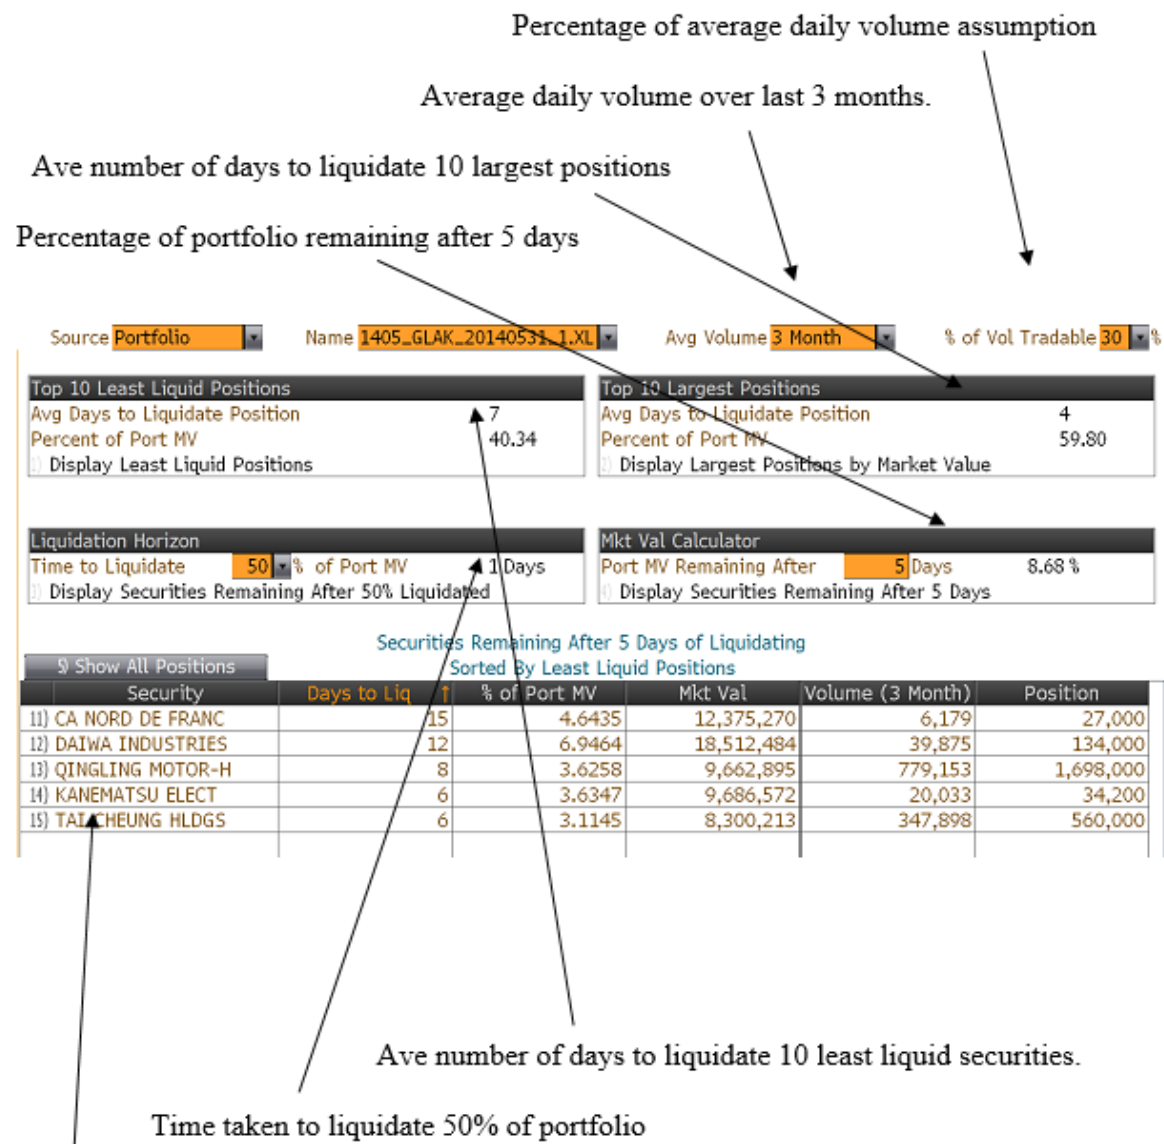 Percentage of average daily volume assumption
Average daily volume over last 3 months.
Ave number of days to liquidate 10 largest positions
Percentage of portfolio remaining after 5 days
Source Portfolio Name 1405_GLAK_20140531_1.XL Avg Volume 3 Month % of Vol Tradable 30 %
Top 10 Least Liquid Positions
Avg Days to Liquidate Position 7
Percent of Port MV 40.34
1) Display Least Liquid Positions
Top 10 Largest Positions
Avg Days to Liquidate Position 4
Percent of Port MV 59.80
2) Display Largest Positions by Market Value
Liquidation Horizon
Time to Liquidate 50 % of Port MV 1 Days
3) Display Securities Remaining After 50% Liquidated
Mkt Val Calculator
Port MV Remaining After 5 Days 8.68 %
4) Display Securities Remaining After 5 Days
Securities Remaining After 5 Days of Liquidating
5) Show All Positions Sorted By Least Liquid Positions
Security Days to Liq ↑ % of Port MV Mkt Val Volume (3 Month) Position
11) CA NORD DE FRANC 15 4.6435 12,375,270 6,179 27,000
12) DAIWA INDUSTRIES 12 6.9464 18,512,484 39,875 134,000
13) QINGLING MOTOR-H 8 3.6258 9,662,895 779,153 1,698,000
14) KANEMATSU ELECT 6 3.6347 9,686,572 20,033 34,200
15) TAI CHEUNG HLDGS 6 3.1145 8,300,213 347,898 560,000
Ave number of days to liquidate 10 least liquid securities.
Time taken to liquidate 50% of portfolio